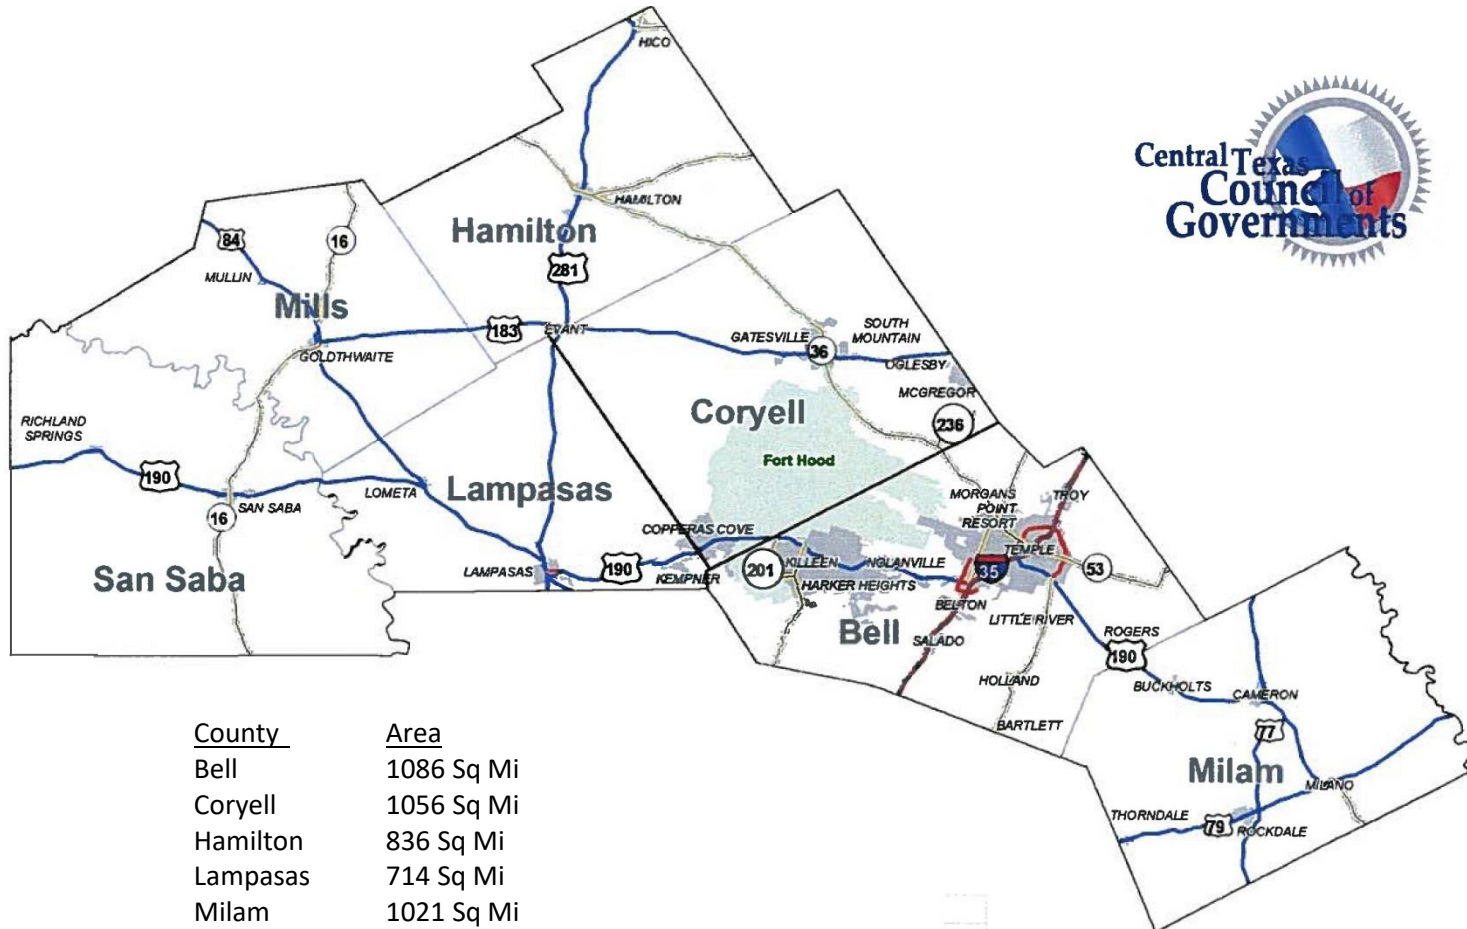 HICO
Central Texas
Council of
Governments
HAMILTON
Hamilton
84
16
281
MULLIN
Mills
183
EVANT
GOLDTHWAITE
GATESVILLE
36
SOUTH
MOUNTAIN
OGLESBY
MCGREGOR
Coryell
236
RICHLAND
SPRINGS
Fort Hood
190
LOMETA
Lampasas
SAN SABA
16
MORGANS
POINT
RESORT
TROY
COPPERAS COVE
TEMPLE
San Saba
LAMPASAS
190
KEMPNER
201
KILLEEN
NOLANVILLE
35
53
HARKER HEIGHTS
BELTON
LITTLE RIVER
Bell
SALADO
ROGERS
190
HOLLAND
BUCKHOLTS
CAMERON
BARTLETT
77
Milam
MILANO
THORNDALE
79
ROCKDALE
County Area
Bell 1086 Sq Mi
Coryell 1056 Sq Mi
Hamilton 836 Sq Mi
Lampasas 714 Sq Mi
Milam 1021 Sq Mi